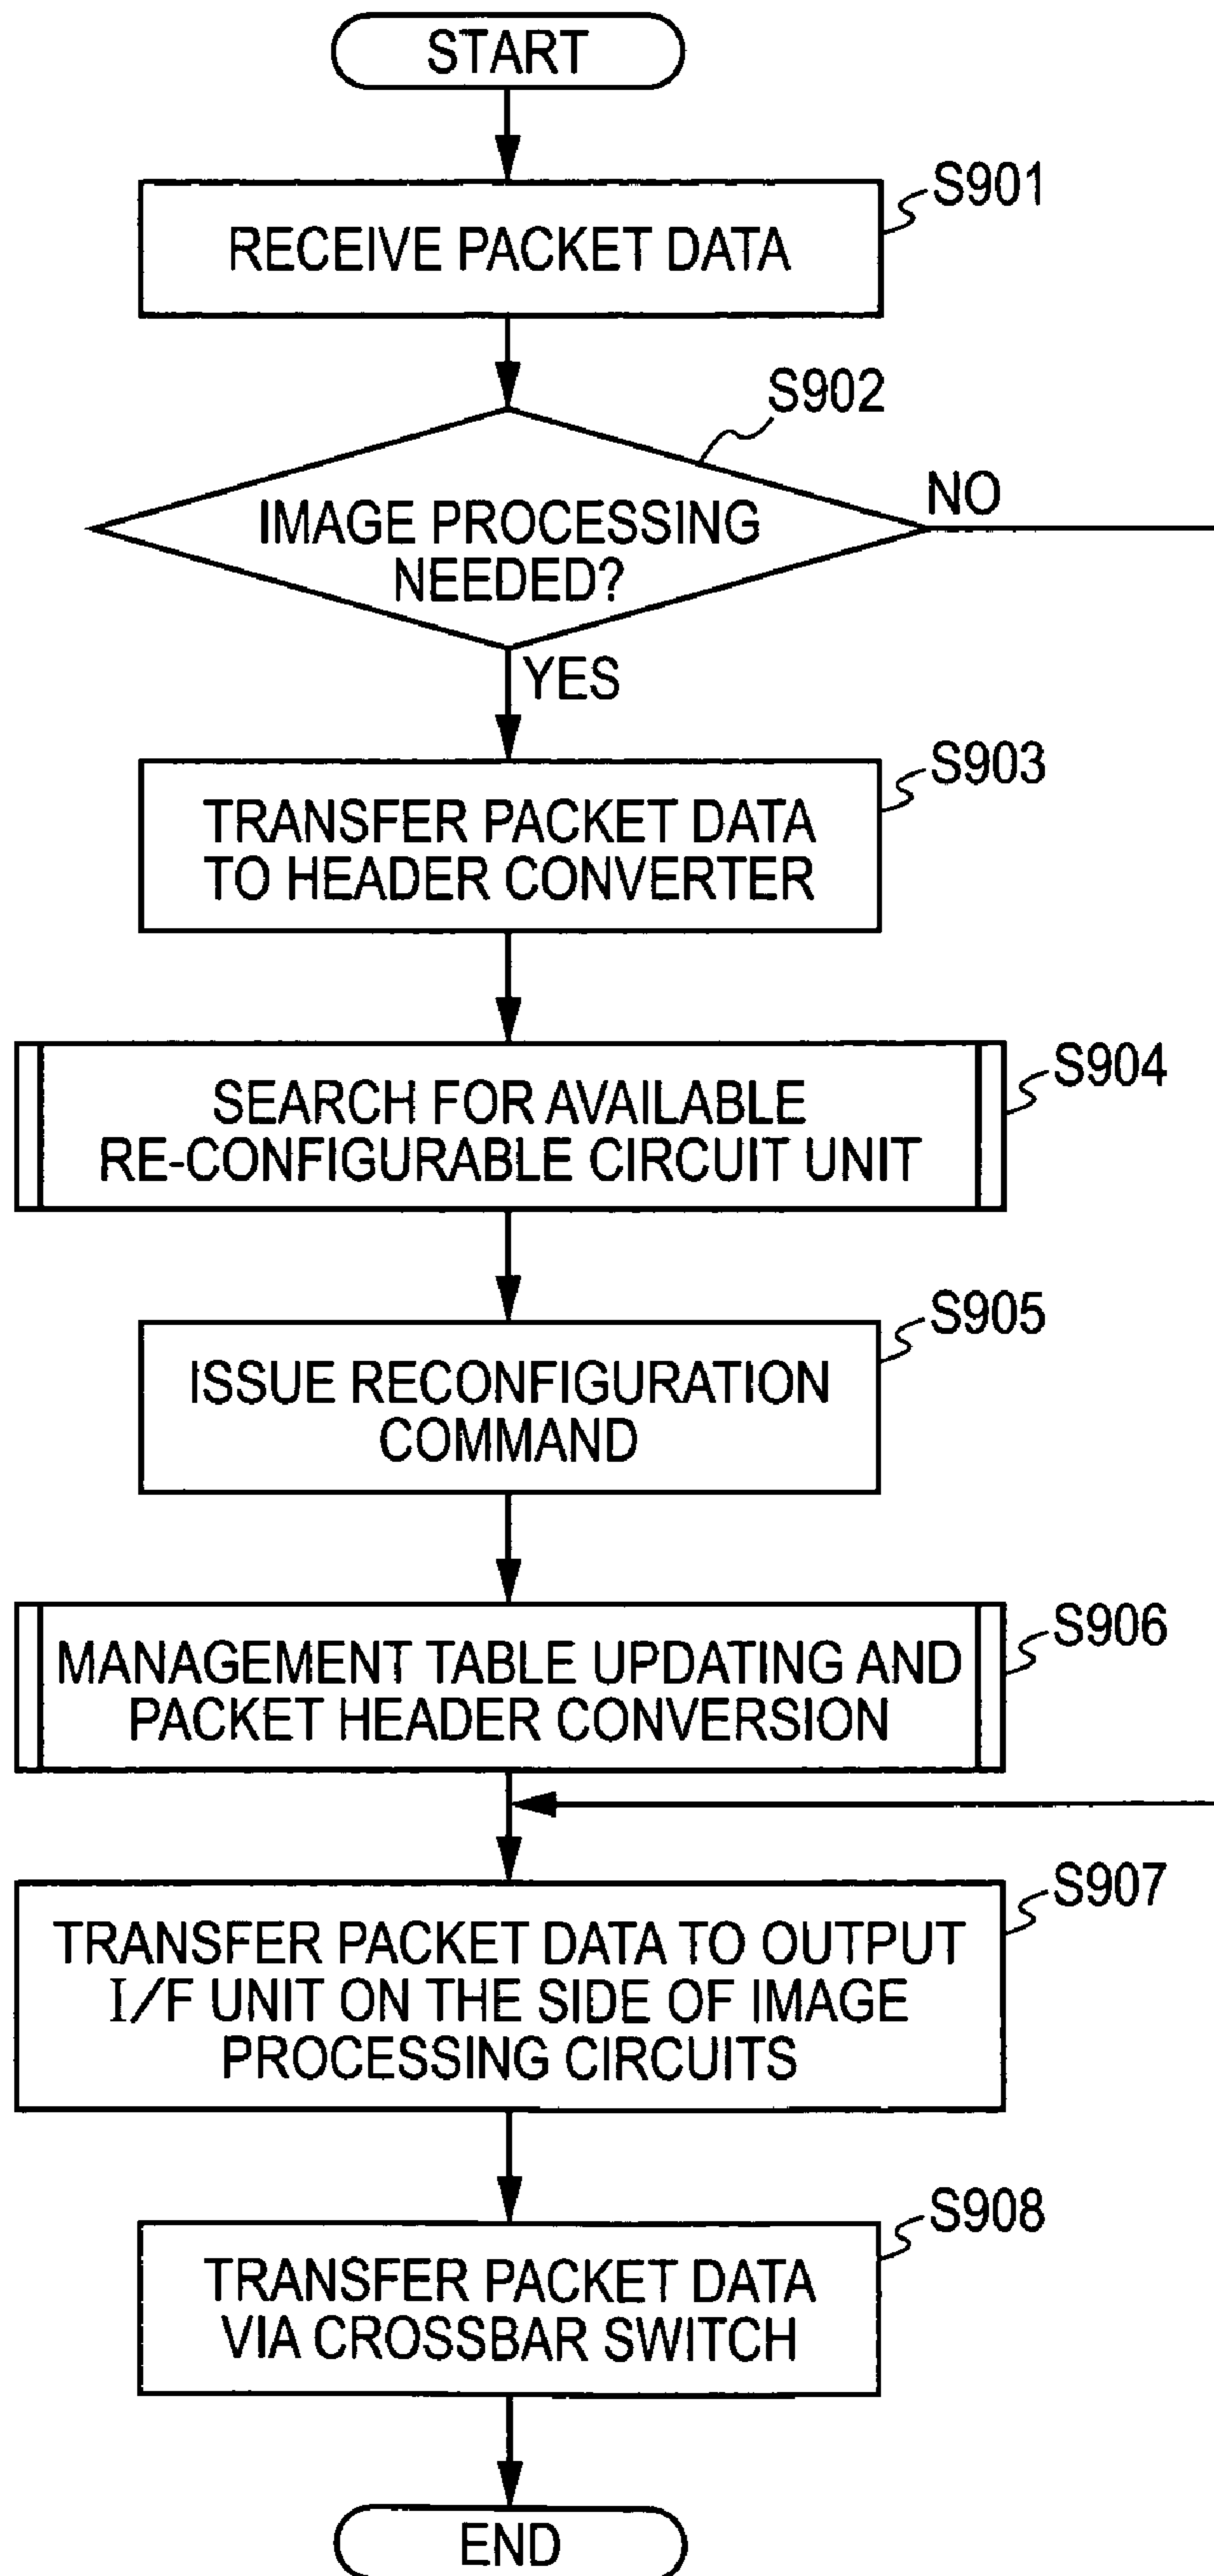 START
S901
RECEIVE PACKET DATA
S902
IMAGE PROCESSING
NEEDED?
NO
YES
S903
TRANSFER PACKET DATA
TO HEADER CONVERTER
S904
SEARCH FOR AVAILABLE
RE-CONFIGURABLE CIRCUIT UNIT
S905
ISSUE RECONFIGURATION
COMMAND
S906
MANAGEMENT TABLE UPDATING AND
PACKET HEADER CONVERSION
S907
TRANSFER PACKET DATA TO OUTPUT
I/F UNIT ON THE SIDE OF IMAGE
PROCESSING CIRCUITS
S908
TRANSFER PACKET DATA
VIA CROSSBAR SWITCH
END